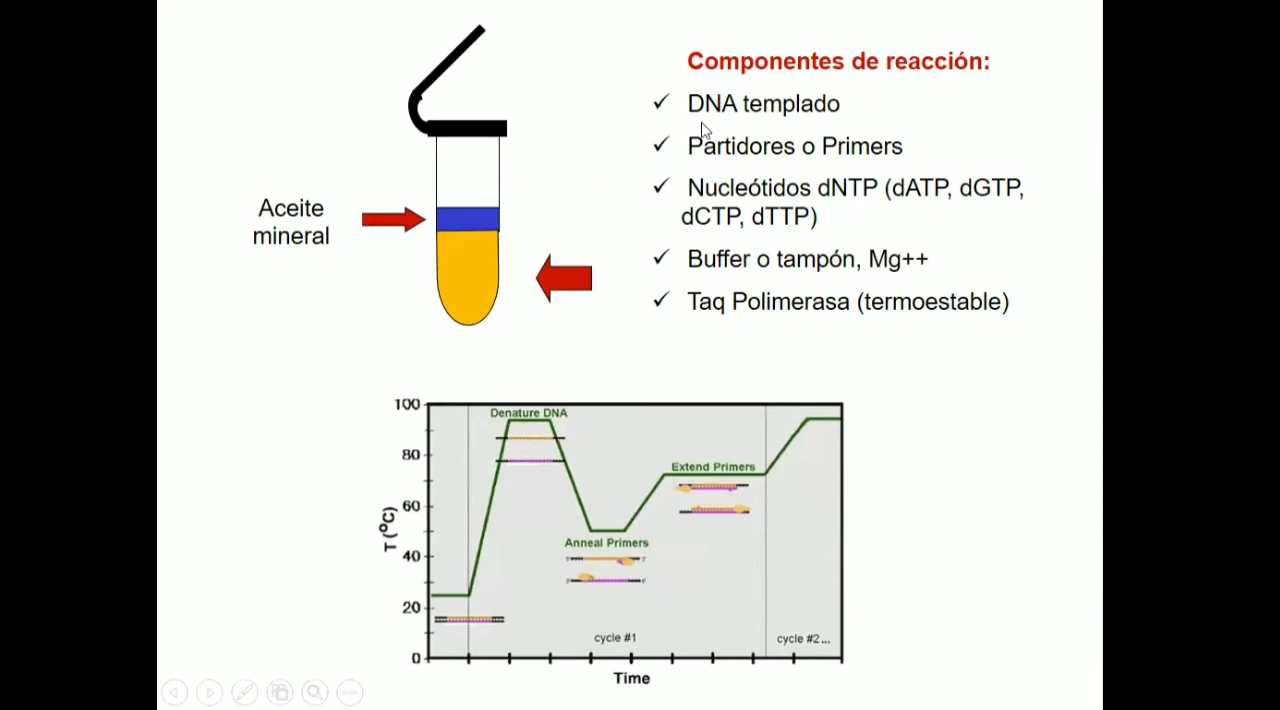 Componentes de reacción:
✓ DNA templado
✓ Partidores o Primers
✓ Nucleótidos dNTP (dATP, dGTP,
dCTP, dTTP)
✓ Buffer o tampón, Mg++
✓ Taq Polimerasa (termoestable)
Aceite
mineral
100
80
60
40
20
0
T (°C)
Denature DNA
Anneal Primers
Extend Primers
cycle #1
cycle #2...
Time